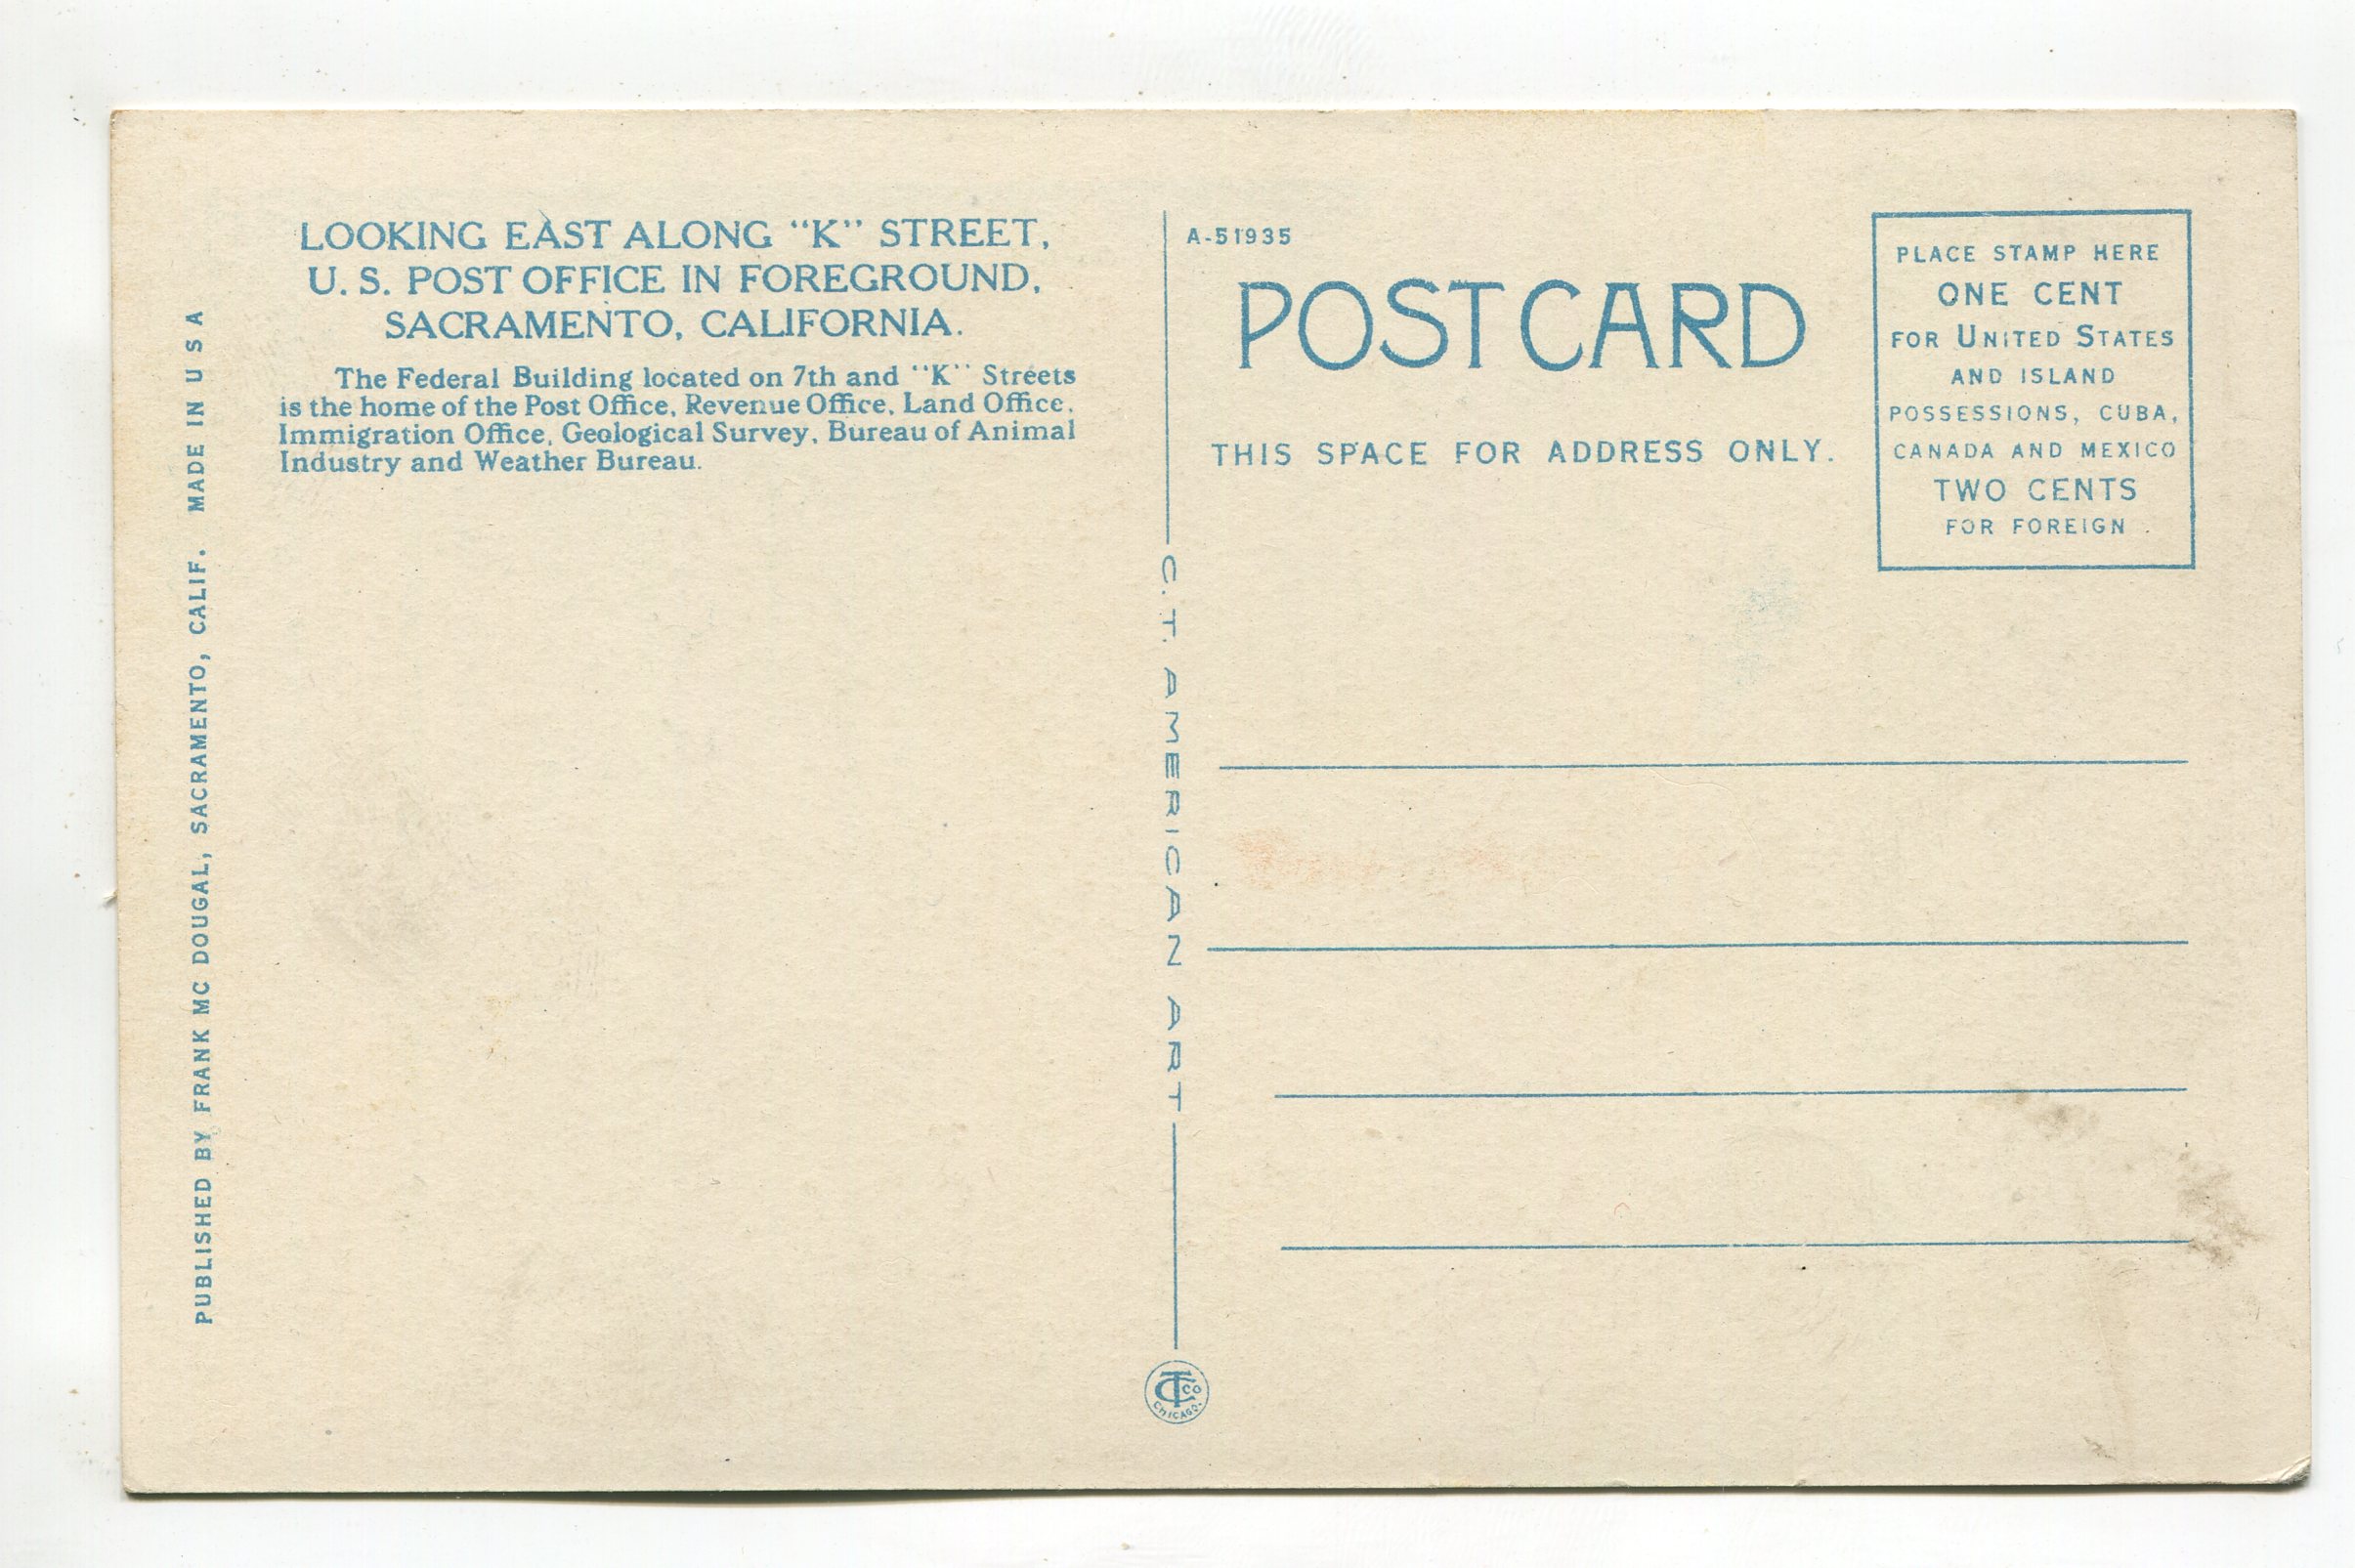 LOOKING EAST ALONG "K" STREET,
U. S. POST OFFICE IN FOREGROUND,
SACRAMENTO, CALIFORNIA.
The Federal Building located on 7th and "K" Streets
is the home of the Post Office, Revenue Office, Land Office,
Immigration Office, Geological Survey, Bureau of Animal
Industry and Weather Bureau.
PUBLISHED BY FRANK MC DOUGAL, SACRAMENTO, CALIF. MADE IN USA
C. T. AMERICAN ART
CT CO
CHICAGO.
A-51935
POST CARD
THIS SPACE FOR ADDRESS ONLY.
PLACE STAMP HERE
ONE CENT
FOR UNITED STATES
AND ISLAND
POSSESSIONS, CUBA,
CANADA AND MEXICO
TWO CENTS
FOR FOREIGN .